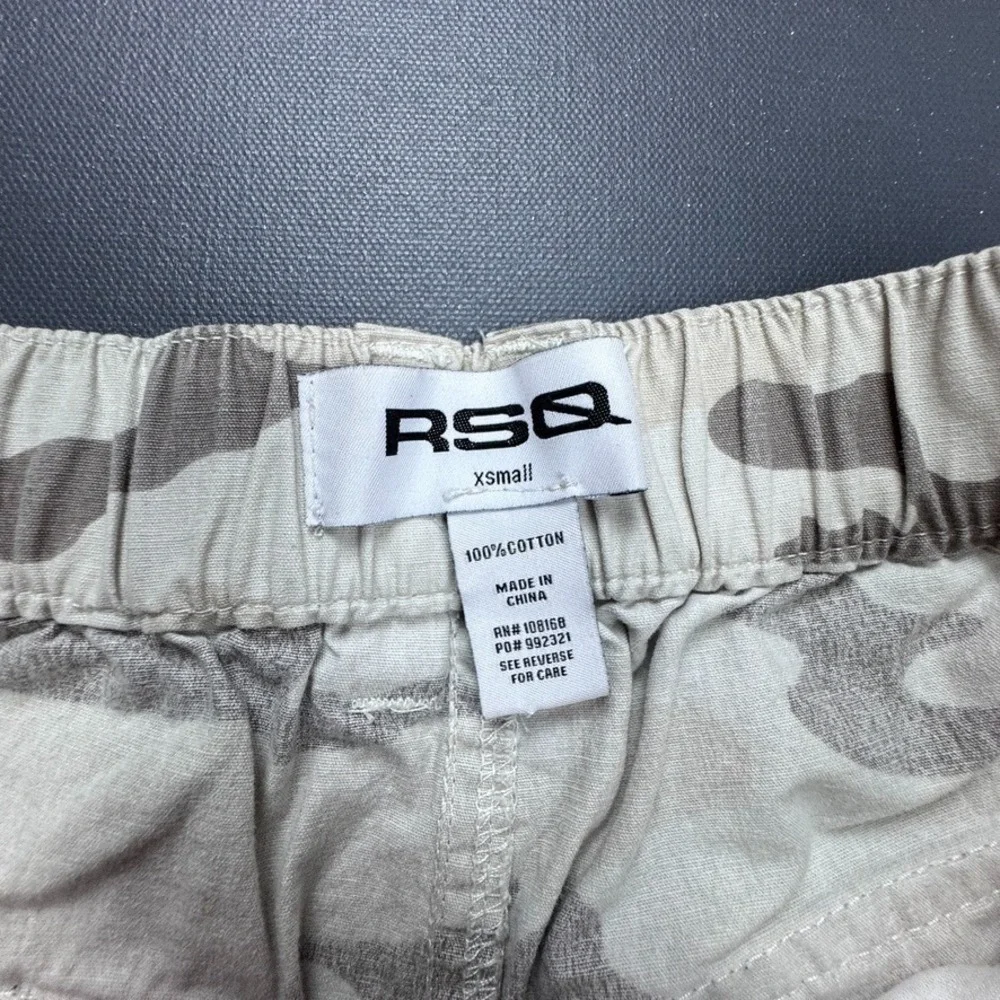 RSQ
xsmall
100% COTTON
MADE IN
CHINA
RN# 108168
PO# 992321
SEE REVERSE
FOR CARE